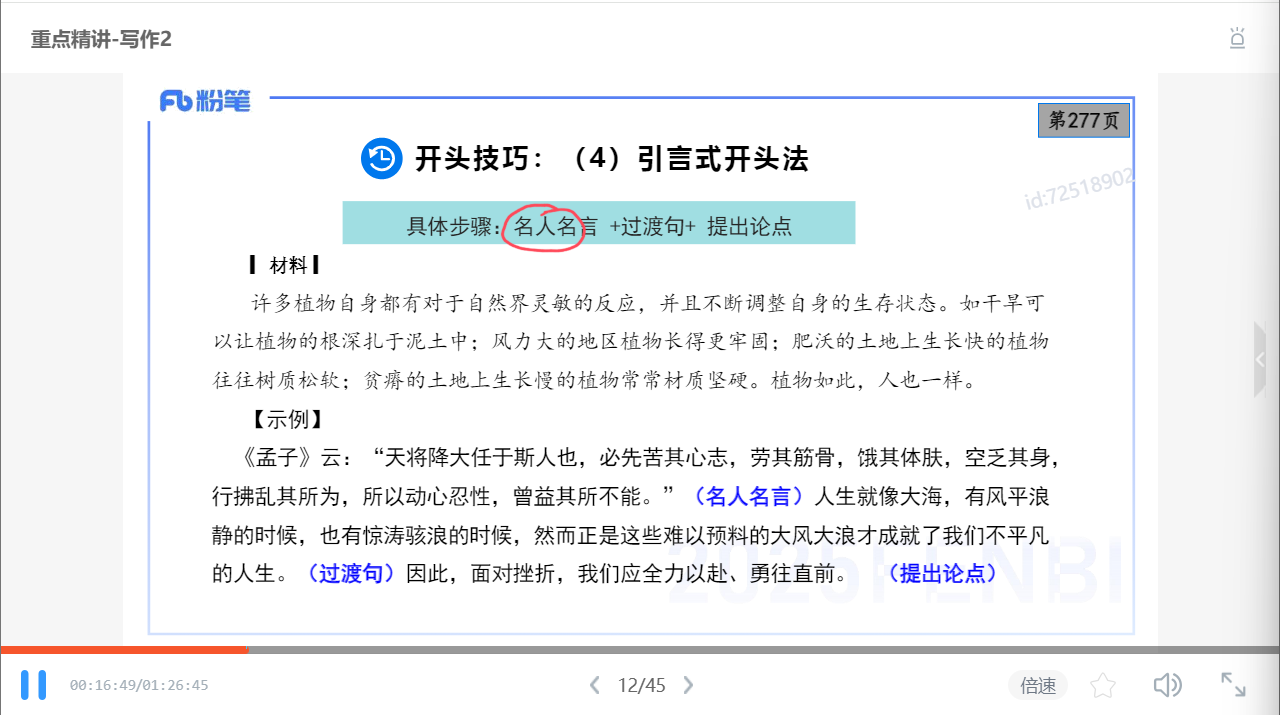 重点精讲-写作2
粉笔
第277页
开头技巧：（4）引言式开头法
id:72518902
具体步骤：名人名言 +过渡句+ 提出论点
材料
许多植物自身都有对于自然界灵敏的反应，并且不断调整自身的生存状态。如干旱可
以让植物的根深扎于泥土中；风力大的地区植物长得更牢固；肥沃的土地上生长快的植物
往往树质松软；贫瘠的土地上生长慢的植物常常材质坚硬。植物如此，人也一样。
【示例】
《孟子》云：“天将降大任于斯人也，必先苦其心志，劳其筋骨，饿其体肤，空乏其身，
行拂乱其所为，所以动心忍性，曾益其所不能。”（名人名言）人生就像大海，有风平浪
静的时候，也有惊涛骇浪的时候，然而正是这些难以预料的大风大浪才成就了我们不平凡
的人生。（过渡句）因此，面对挫折，我们应全力以赴、勇往直前。 （提出论点）
00:16:49/01:26:45
12/45
倍速